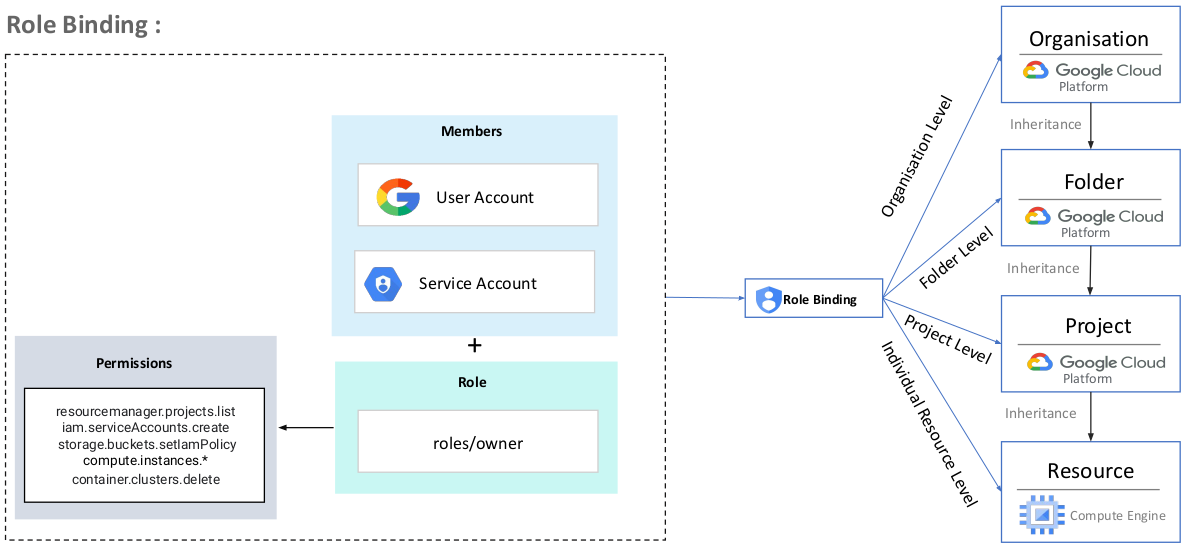 Role Binding :
Members
User Account
Service Account
+
Role
roles/owner
Permissions
resourcemanager.projects.list
iam.serviceAccounts.create
storage.buckets.setIamPolicy
compute.instances.*
container.clusters.delete
Role Binding
Organisation Level
Folder Level
Project Level
Individual Resource Level
Organisation
Google Cloud
Platform
Inheritance
Folder
Google Cloud
Platform
Inheritance
Project
Google Cloud
Platform
Inheritance
Resource
Compute Engine